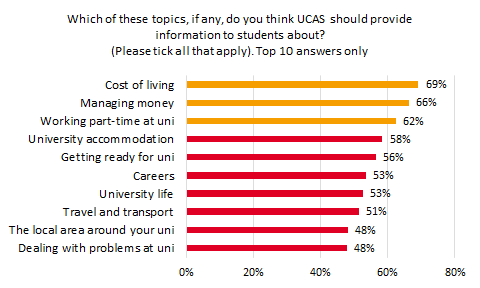 Which of these topics, if any, do you think UCAS should provide
information to students about?
(Please tick all that apply). Top 10 answers only
Cost of living 69%
Managing money 66%
Working part-time at uni 62%
University accommodation 58%
Getting ready for uni 56%
Careers 53%
University life 53%
Travel and transport 51%
The local area around your uni 48%
Dealing with problems at uni 48%
0% 20% 40% 60% 80%